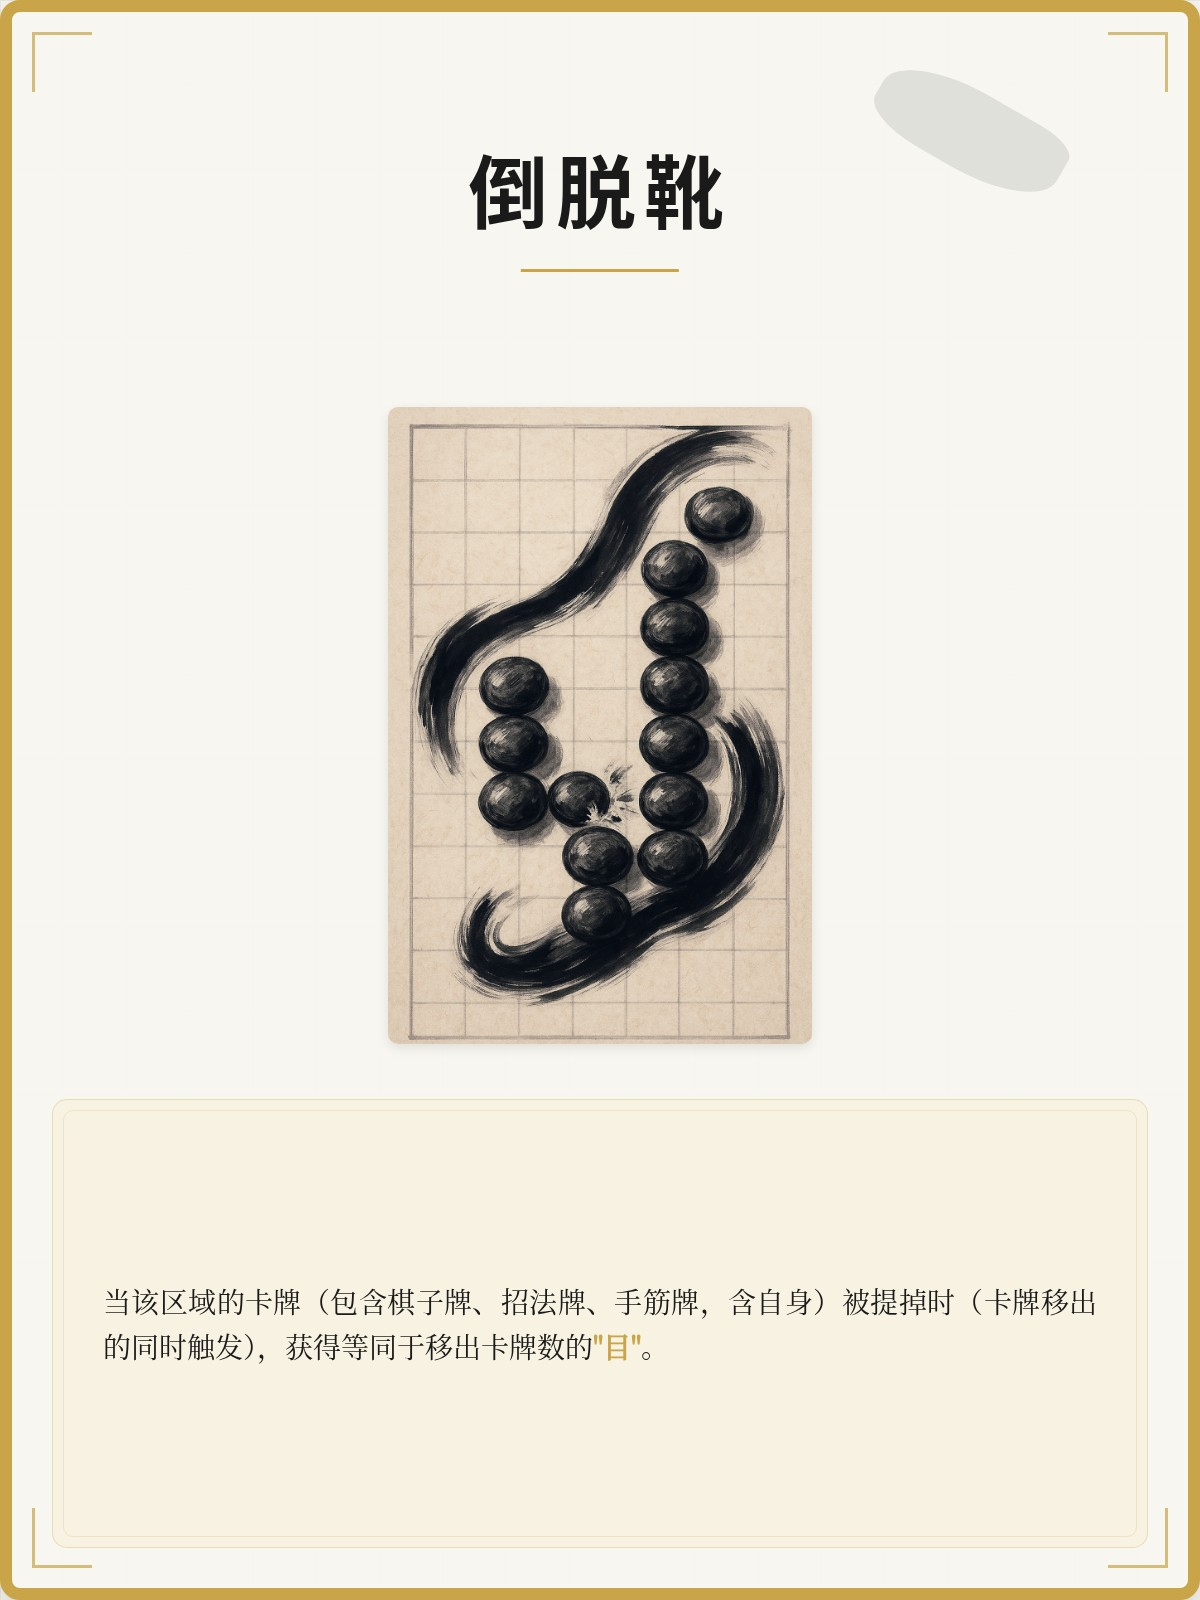 倒脱靴
当该区域的卡牌（包含棋子牌、招法牌、手筋牌，含自身）被提掉时（卡牌移出
的同时触发），获得等同于移出卡牌数的"目"。